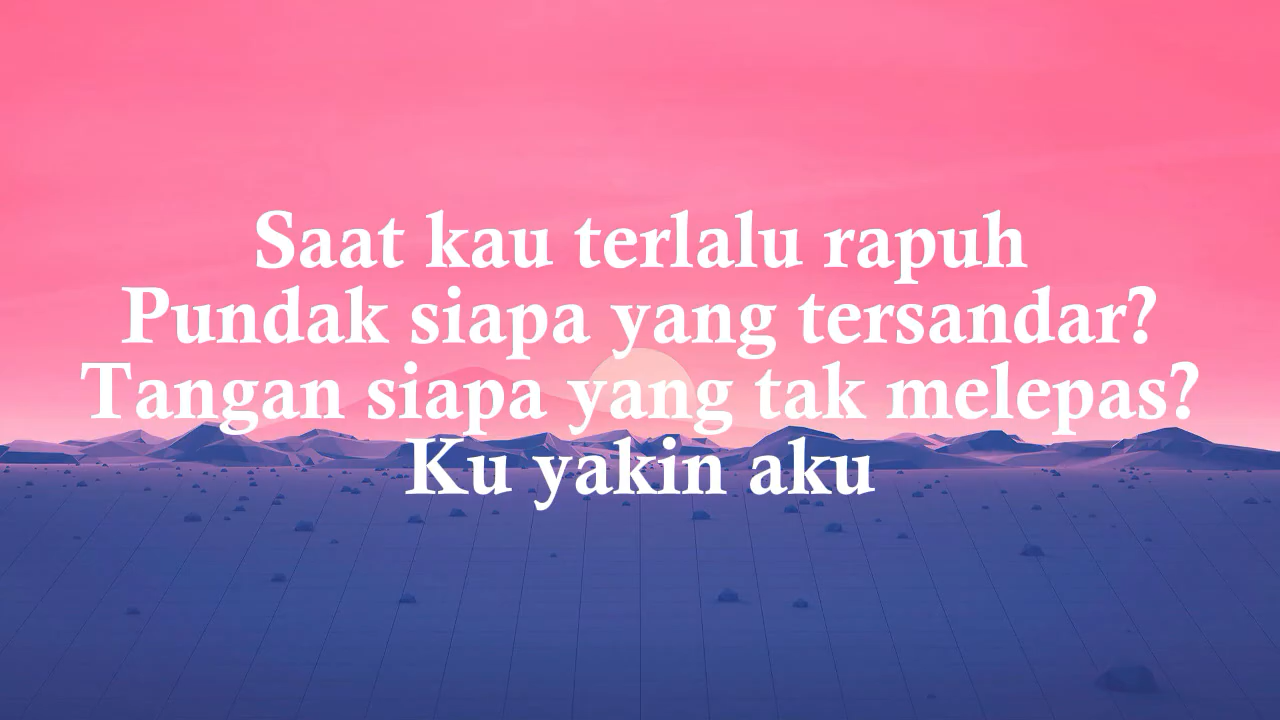 Saat kau terlalu rapuh
Pundak siapa yang tersandar?
Tangan siapa yang tak melepas?
Ku yakin aku